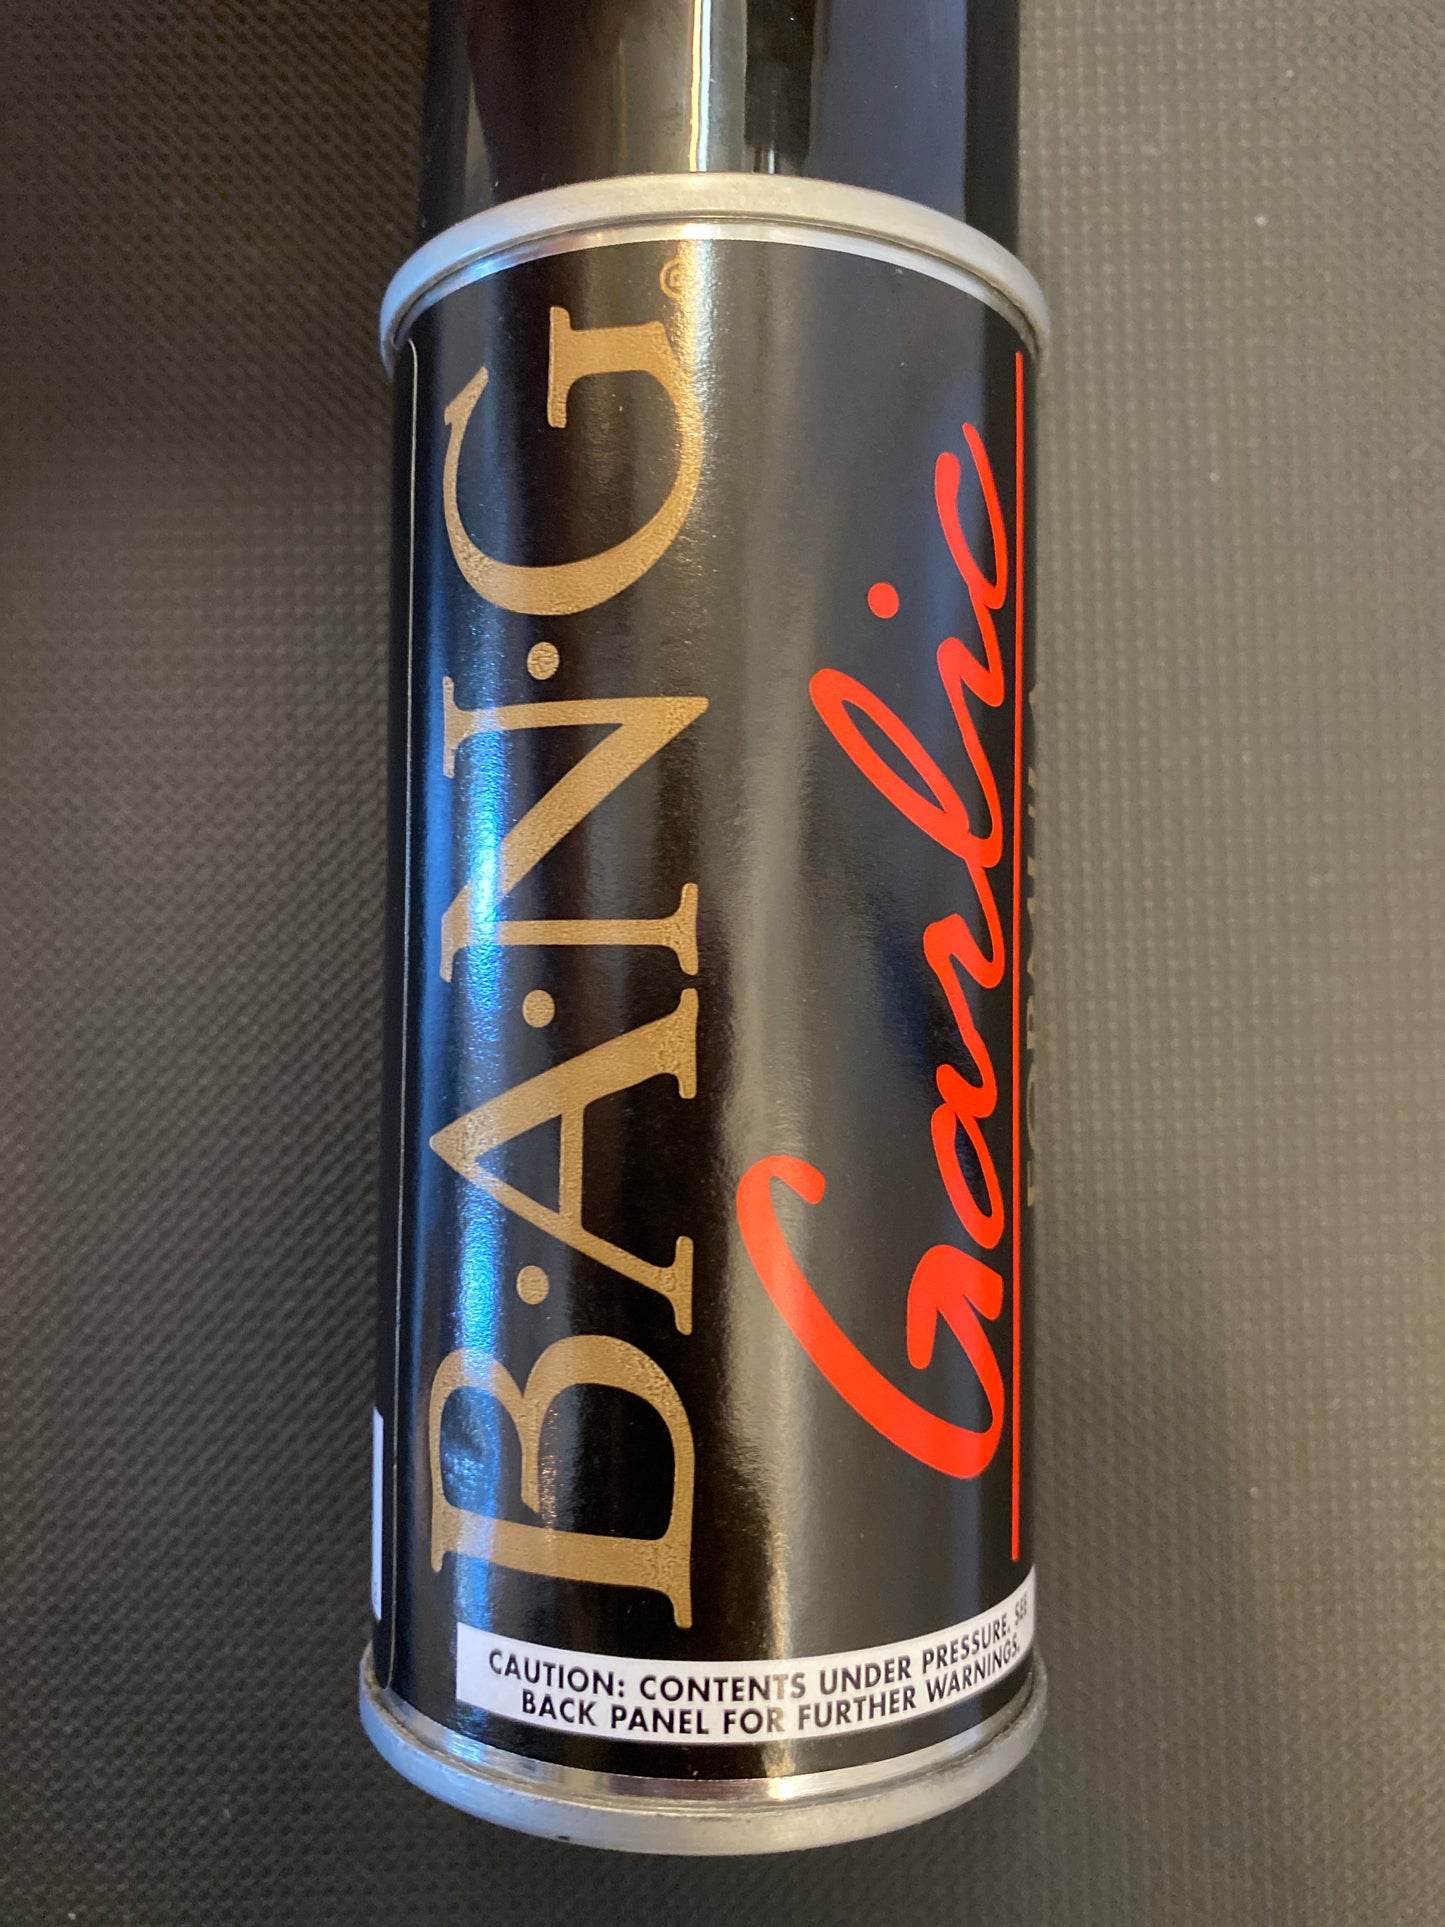 B·A·N·G®
Garlic
CAUTION: CONTENTS UNDER PRESSURE. SEE
BACK PANEL FOR FURTHER WARNINGS.